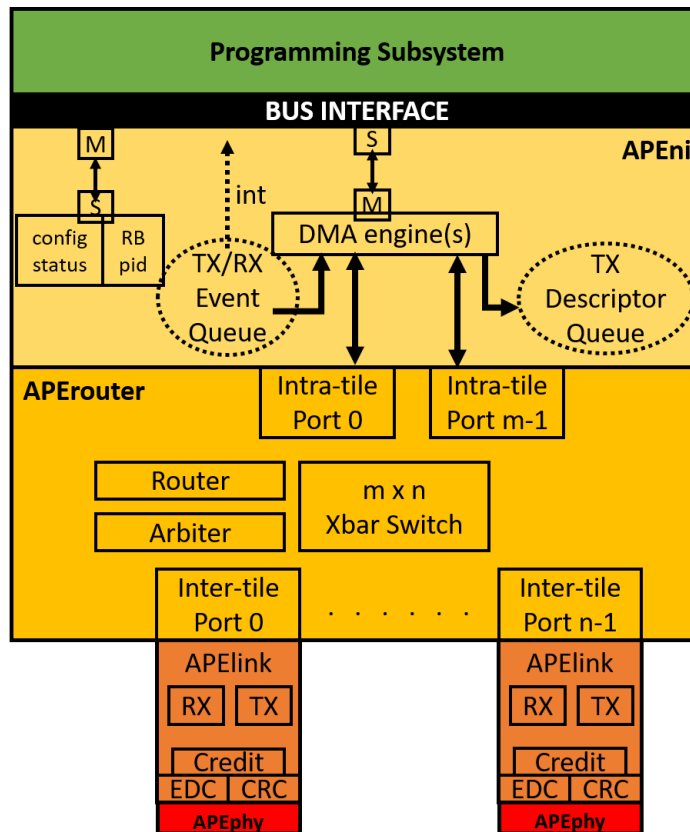 Programming Subsystem
BUS INTERFACE
M
S
APEni
int
S
M
config
status
RB
pid
DMA engine(s)
TX/RX
Event
Queue
TX
Descriptor
Queue
APErouter
Intra-tile
Port 0
Intra-tile
Port m-1
Router
Arbiter
m x n
Xbar Switch
Inter-tile
Port 0
. . . . . .
Inter-tile
Port n-1
APElink
RX
TX
Credit
EDC
CRC
APEphy
APElink
RX
TX
Credit
EDC
CRC
APEphy